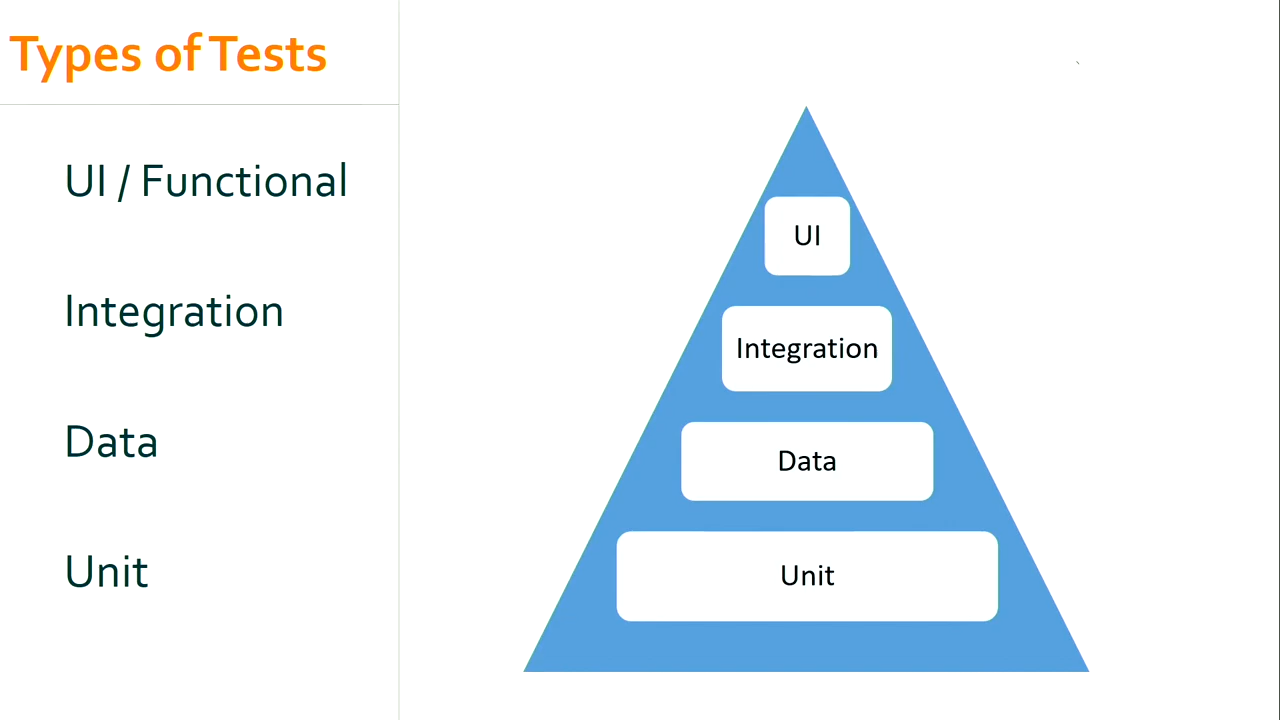 Types of Tests
UI / Functional
Integration
Data
Unit
UI
Integration
Data
Unit